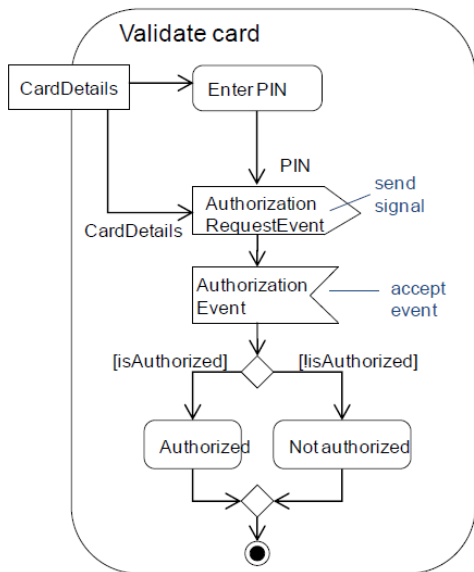 Validate card
CardDetails
Enter PIN
PIN
Authorization
RequestEvent
send
signal
CardDetails
Authorization
Event
accept
event
[isAuthorized]
[!isAuthorized]
Authorized
Not authorized